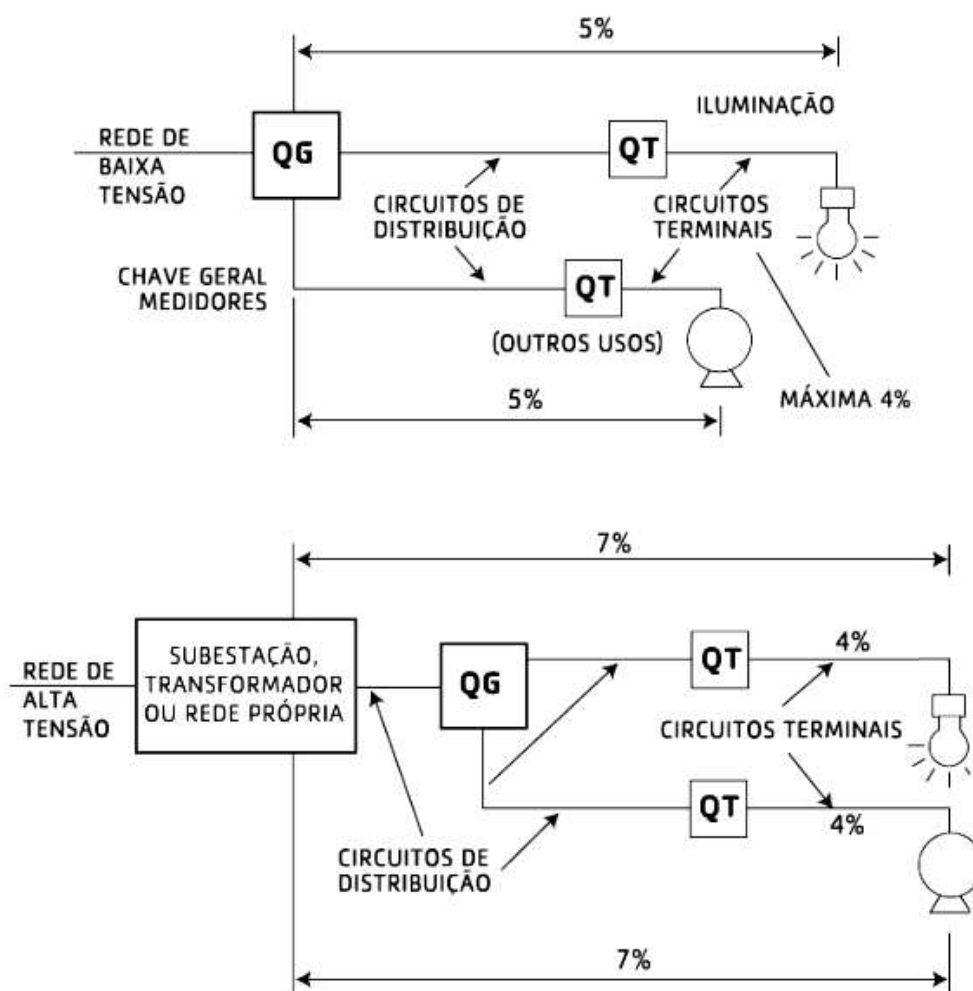 5%
ILUMINAÇÃO
REDE DE
BAIXA
TENSÃO
QG
QT
CIRCUITOS DE
DISTRIBUIÇÃO
CIRCUITOS
TERMINAIS
CHAVE GERAL
MEDIDORES
QT
(OUTROS USOS)
5%
MÁXIMA 4%
7%
REDE DE
ALTA
TENSÃO
SUBESTAÇÃO,
TRANSFORMADOR
OU REDE PRÓPRIA
QG
QT
4%
CIRCUITOS TERMINAIS
QT
4%
CIRCUITOS DE
DISTRIBUIÇÃO
7%